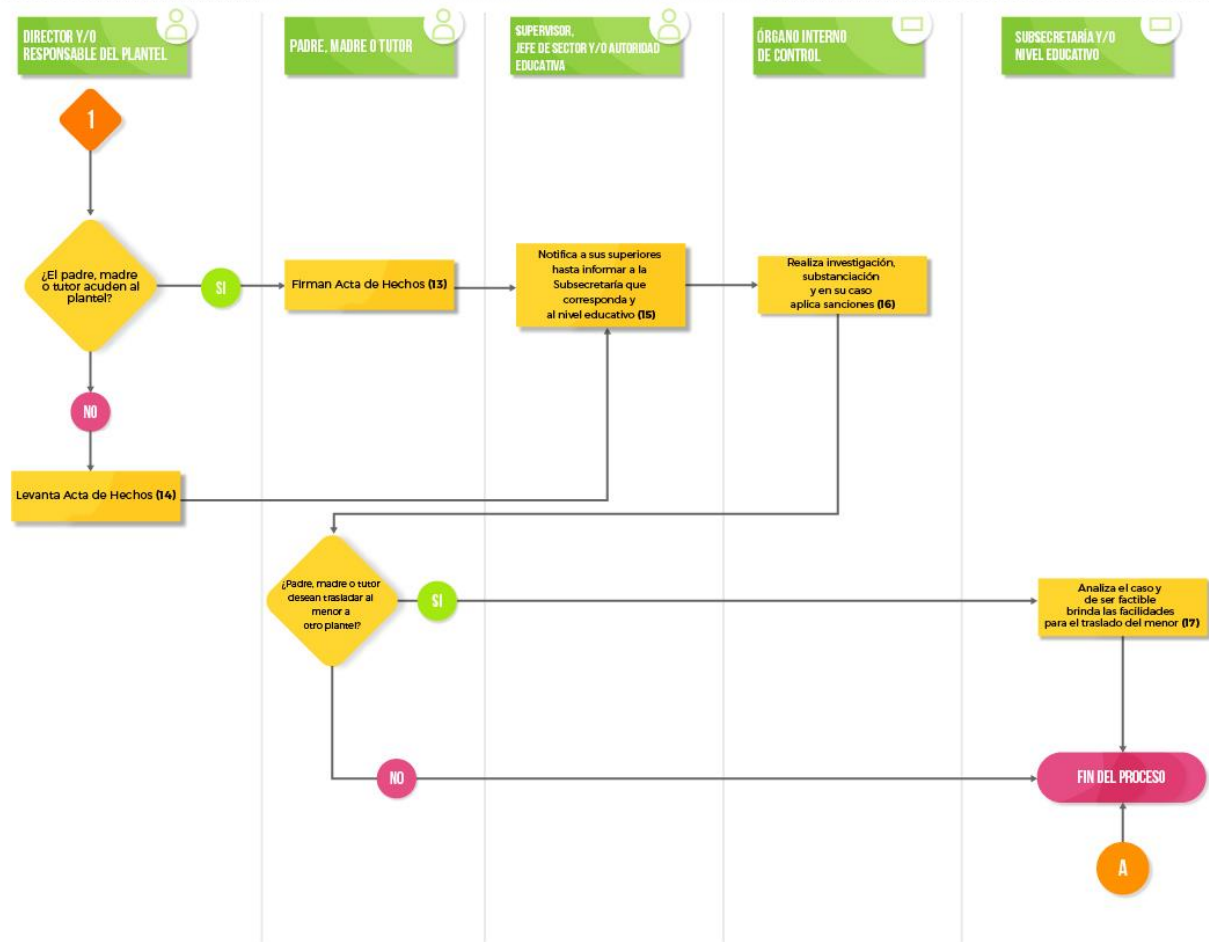 DIRECTOR Y/O
RESPONSABLE DEL PLANTEL
PADRE, MADRE O TUTOR
SUPERVISOR,
JEFE DE SECTOR Y/O AUTORIDAD
EDUCATIVA
ÓRGANO INTERNO
DE CONTROL
SUBSECRETARÍA Y/O
NIVEL EDUCATIVO
1
¿El padre, madre
o tutor acuden al
plantel?
SI
Firman Acta de Hechos (13)
Notifica a sus superiores
hasta informar a la
Subsecretaría que
corresponda y
al nivel educativo (15)
Realiza investigación,
substanciación
y en su caso
aplica sanciones (16)
NO
Levanta Acta de Hechos (14)
¿Padre, madre o tutor
desean trasladar al
menor a
otro plantel?
SI
Analiza el caso y
de ser factible
brinda las facilidades
para el traslado del menor (17)
NO
FIN DEL PROCESO
A